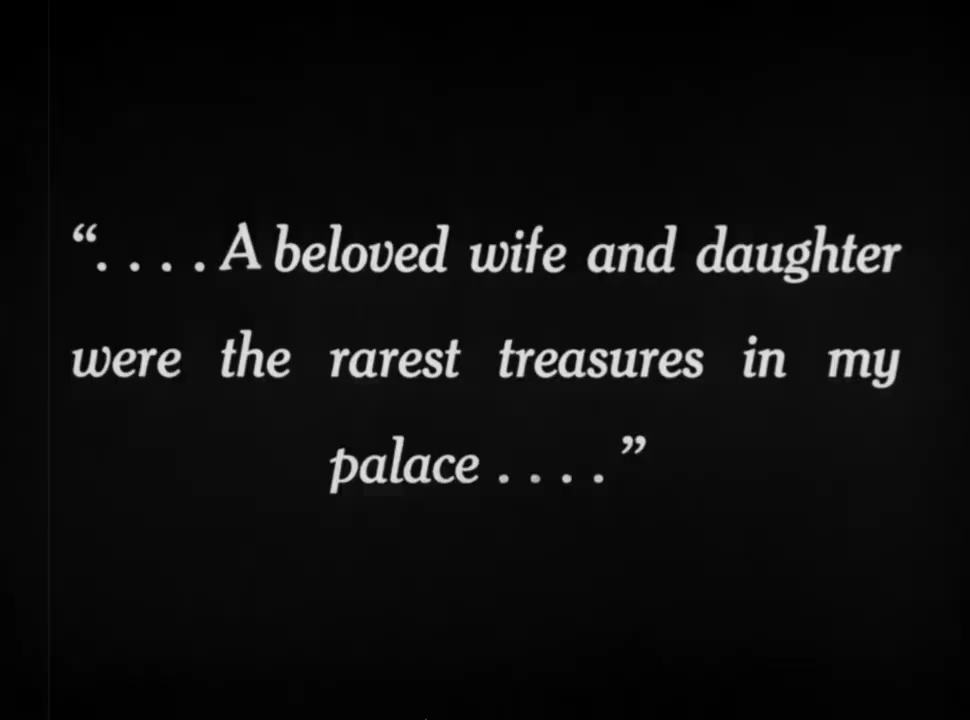 “. . . . A beloved wife and daughter
were the rarest treasures in my
palace . . . .”